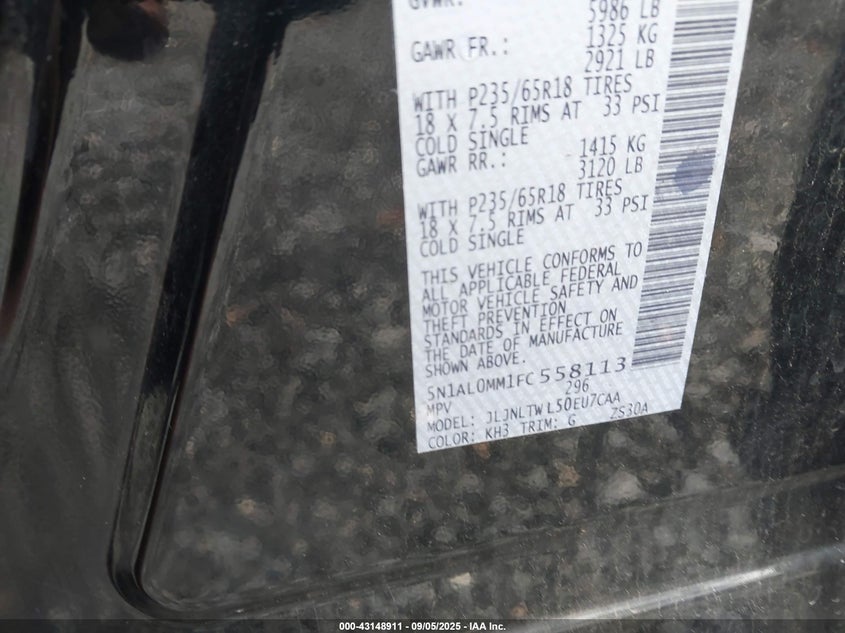 GVWR:
5986 LB
GAWR FR.: 1325 KG
2921 LB
WITH P235/65R18 TIRES
18 X 7.5 RIMS AT 33 PSI
COLD SINGLE
GAWR RR.: 1415 KG
3120 LB
WITH P235/65R18 TIRES
18 X 7.5 RIMS AT 33 PSI
COLD SINGLE
THIS VEHICLE CONFORMS TO
ALL APPLICABLE FEDERAL
MOTOR VEHICLE SAFETY AND
THEFT PREVENTION
STANDARDS IN EFFECT ON
THE DATE OF MANUFACTURE
SHOWN ABOVE.
5N1AL0MM1FC558113
MPV 296
MODEL: JLJNLTWL50EU7CAA
COLOR: KH3 TRIM: G ZS30A
000-43148911 - 09/05/2025 - IAA Inc.